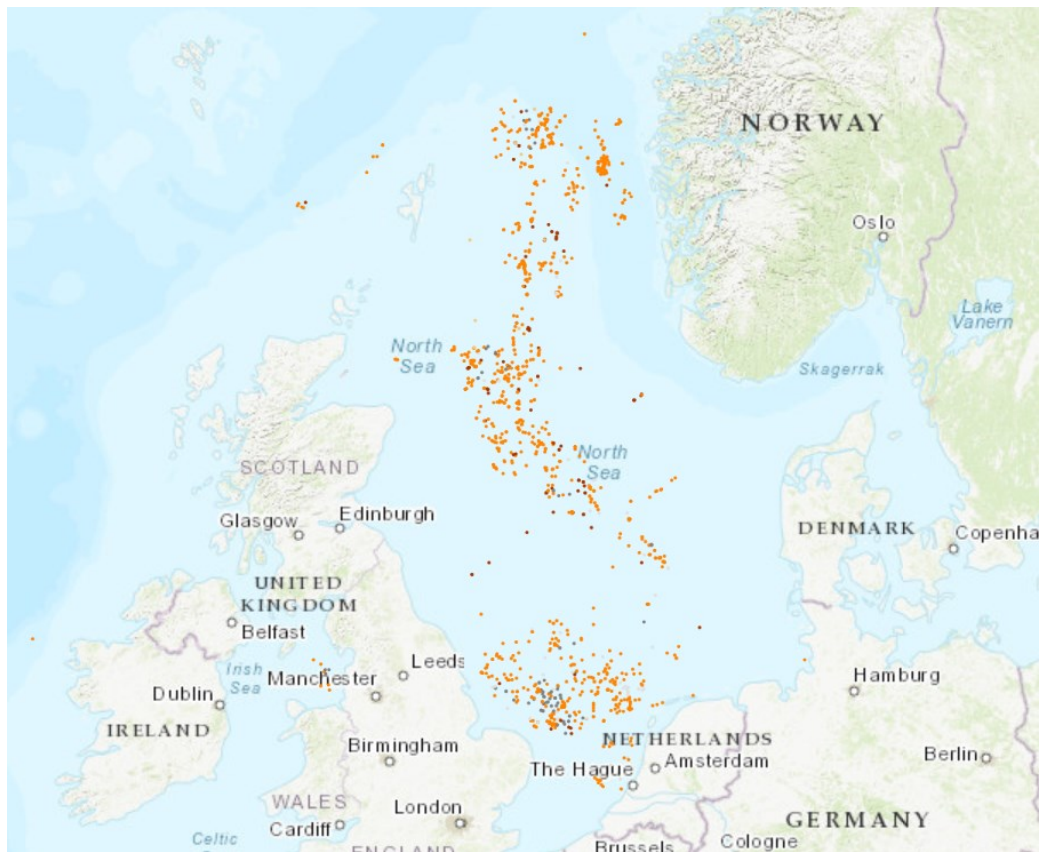 NORWAY
Oslo
Lake
Vanern
North
Sea
Skagerrak
North
Sea
SCOTLAND
Glasgow
Edinburgh
DENMARK
Copenha
UNITED
KINGDOM
Belfast
Irish
Sea
Leeds
Manchester
Hamburg
Dublin
IRELAND
Birmingham
NETHERLANDS
Amsterdam
The Hague
Berlin
WALES
London
Cardiff
GERMANY
Celtic
ENGLAND
Brussels
Cologne